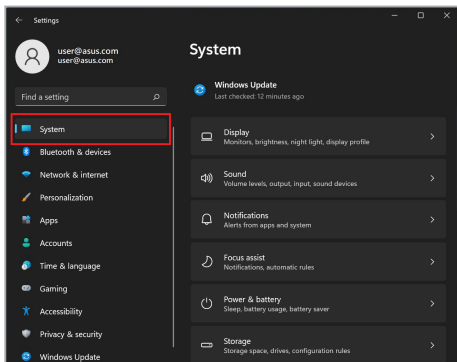 Settings
user@asus.com
user@asus.com
Find a setting
System
Bluetooth & devices
Network & internet
Personalization
Apps
Accounts
Time & language
Gaming
Accessibility
Privacy & security
Windows Update
System
Windows Update
Last checked: 12 minutes ago
Display
Monitors, brightness, night light, display profile
Sound
Volume levels, output, input, sound devices
Notifications
Alerts from apps and system
Focus assist
Notifications, automatic rules
Power & battery
Sleep, battery usage, battery saver
Storage
Storage space, drives, configuration rules